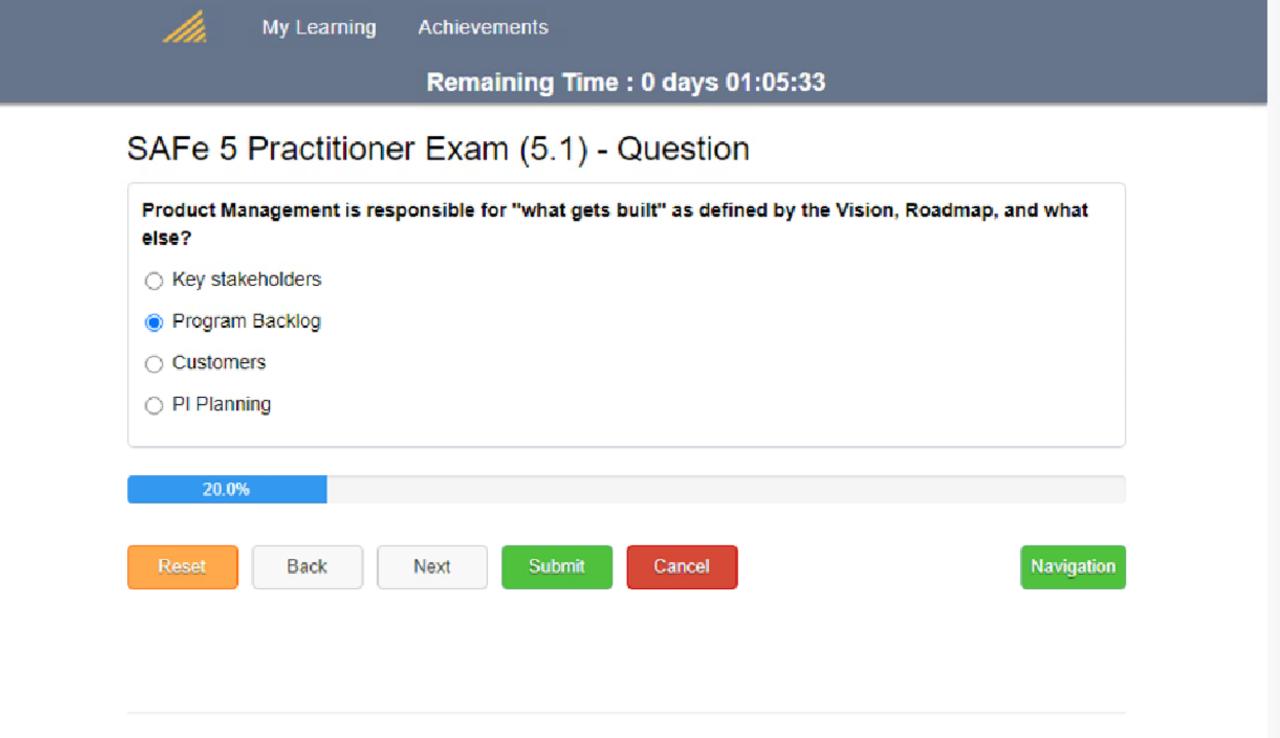 My Learning Achievements
Remaining Time : 0 days 01:05:33
SAFe 5 Practitioner Exam (5.1) - Question
Product Management is responsible for "what gets built" as defined by the Vision, Roadmap, and what
else?
Key stakeholders
Program Backlog
Customers
PI Planning
20.0%
Reset Back Next Submit Cancel Navigation